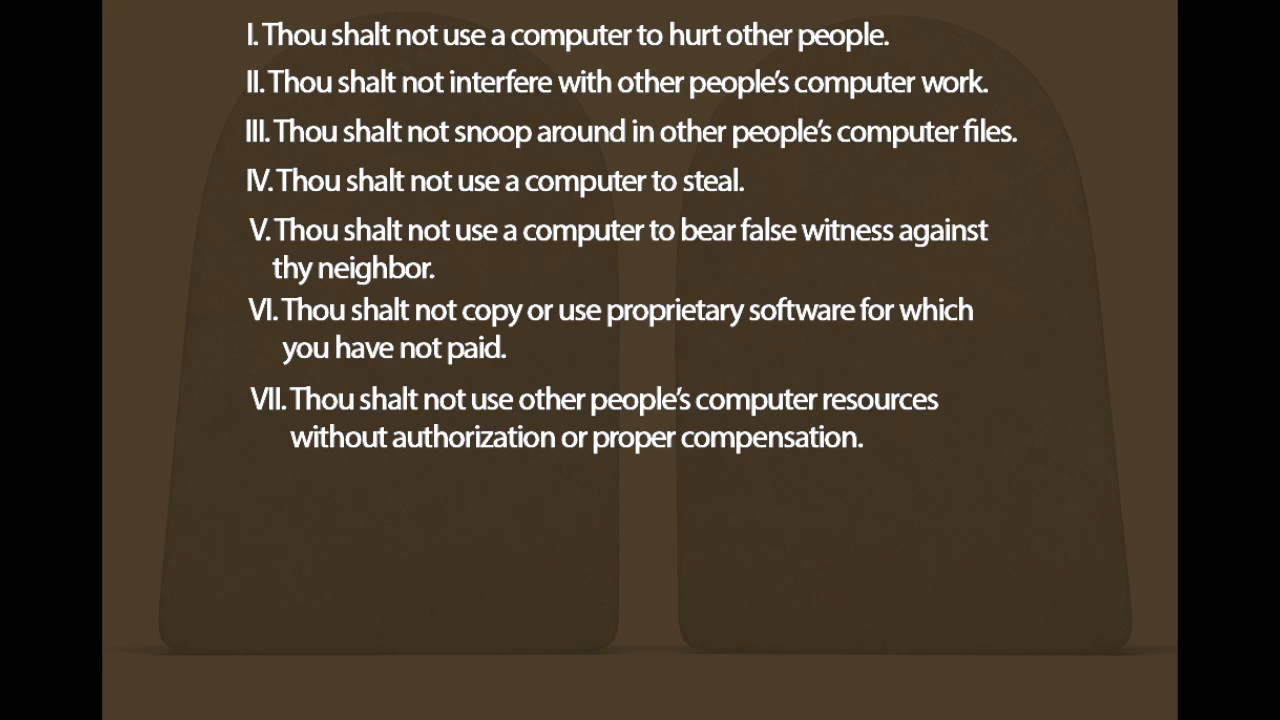 I. Thou shalt not use a computer to hurt other people.
II. Thou shalt not interfere with other people's computer work.
III. Thou shalt not snoop around in other people's computer files.
IV. Thou shalt not use a computer to steal.
V. Thou shalt not use a computer to bear false witness against
thy neighbor.
VI. Thou shalt not copy or use proprietary software for which
you have not paid.
VII. Thou shalt not use other people's computer resources
without authorization or proper compensation.